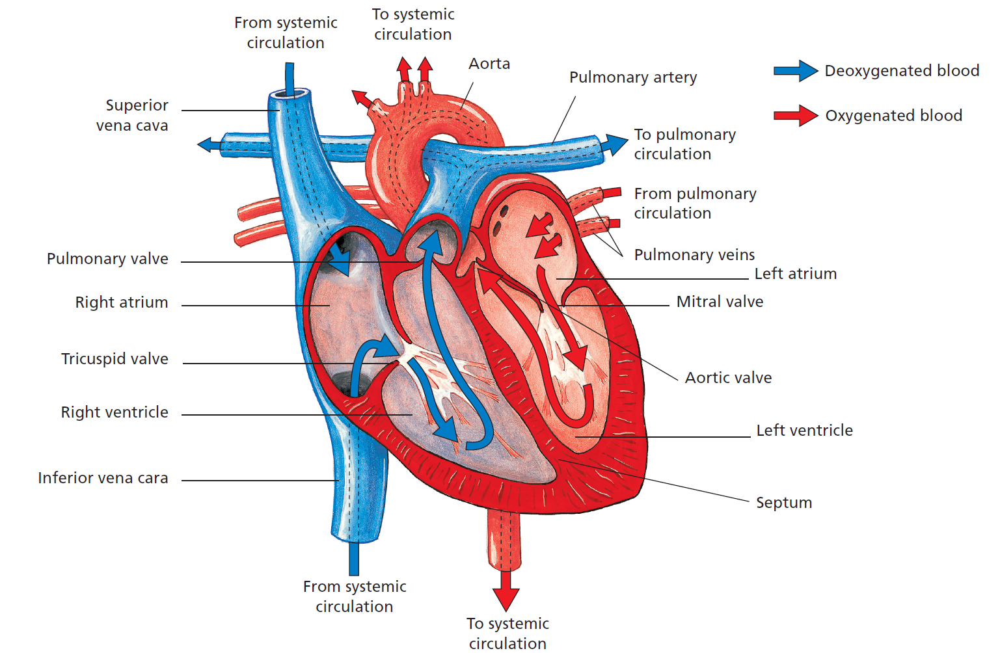 From systemic
circulation
To systemic
circulation
Aorta
Pulmonary artery
Deoxygenated blood
Oxygenated blood
Superior
vena cava
To pulmonary
circulation
From pulmonary
circulation
Pulmonary valve
Pulmonary veins
Left atrium
Right atrium
Mitral valve
Tricuspid valve
Aortic valve
Right ventricle
Left ventricle
Inferior vena cara
Septum
From systemic
circulation
To systemic
circulation